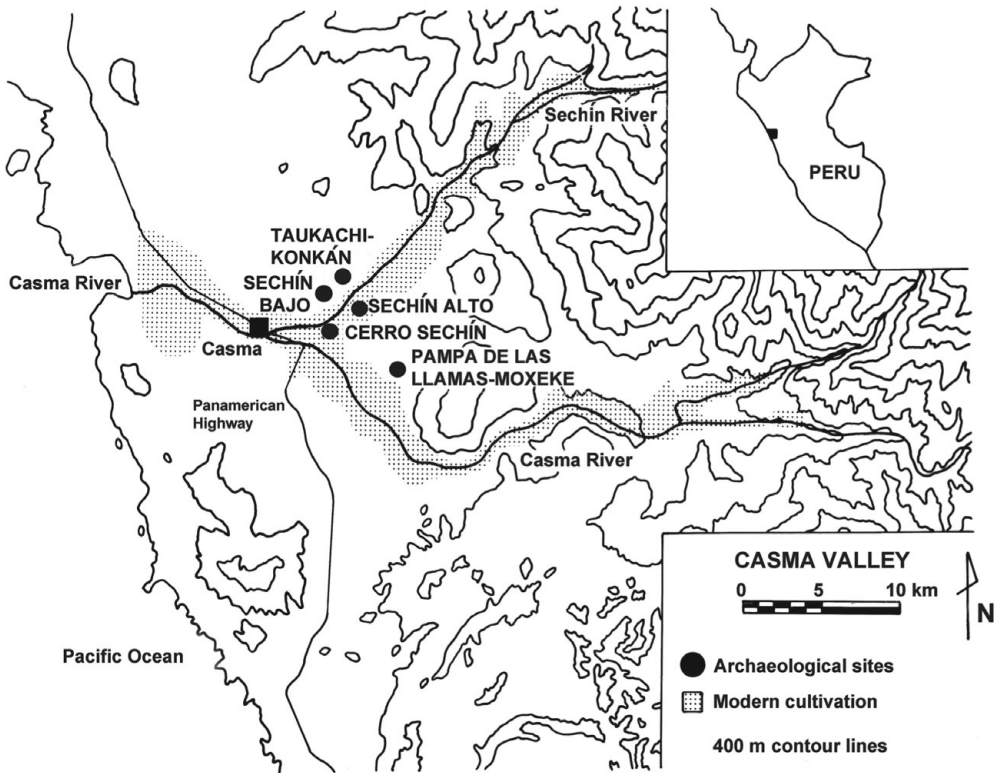 Sechín River
PERU
TAUKACHI-
KONKÁN
SECHÍN
BAJO
Casma River
SECHÍN ALTO
CERRO SECHÍN
Casma
PAMPA DE LAS
LLAMAS-MOXEKE
Panamerican
Highway
Casma River
Pacific Ocean
CASMA VALLEY
0 5 10 km
N
Archaeological sites
Modern cultivation
400 m contour lines